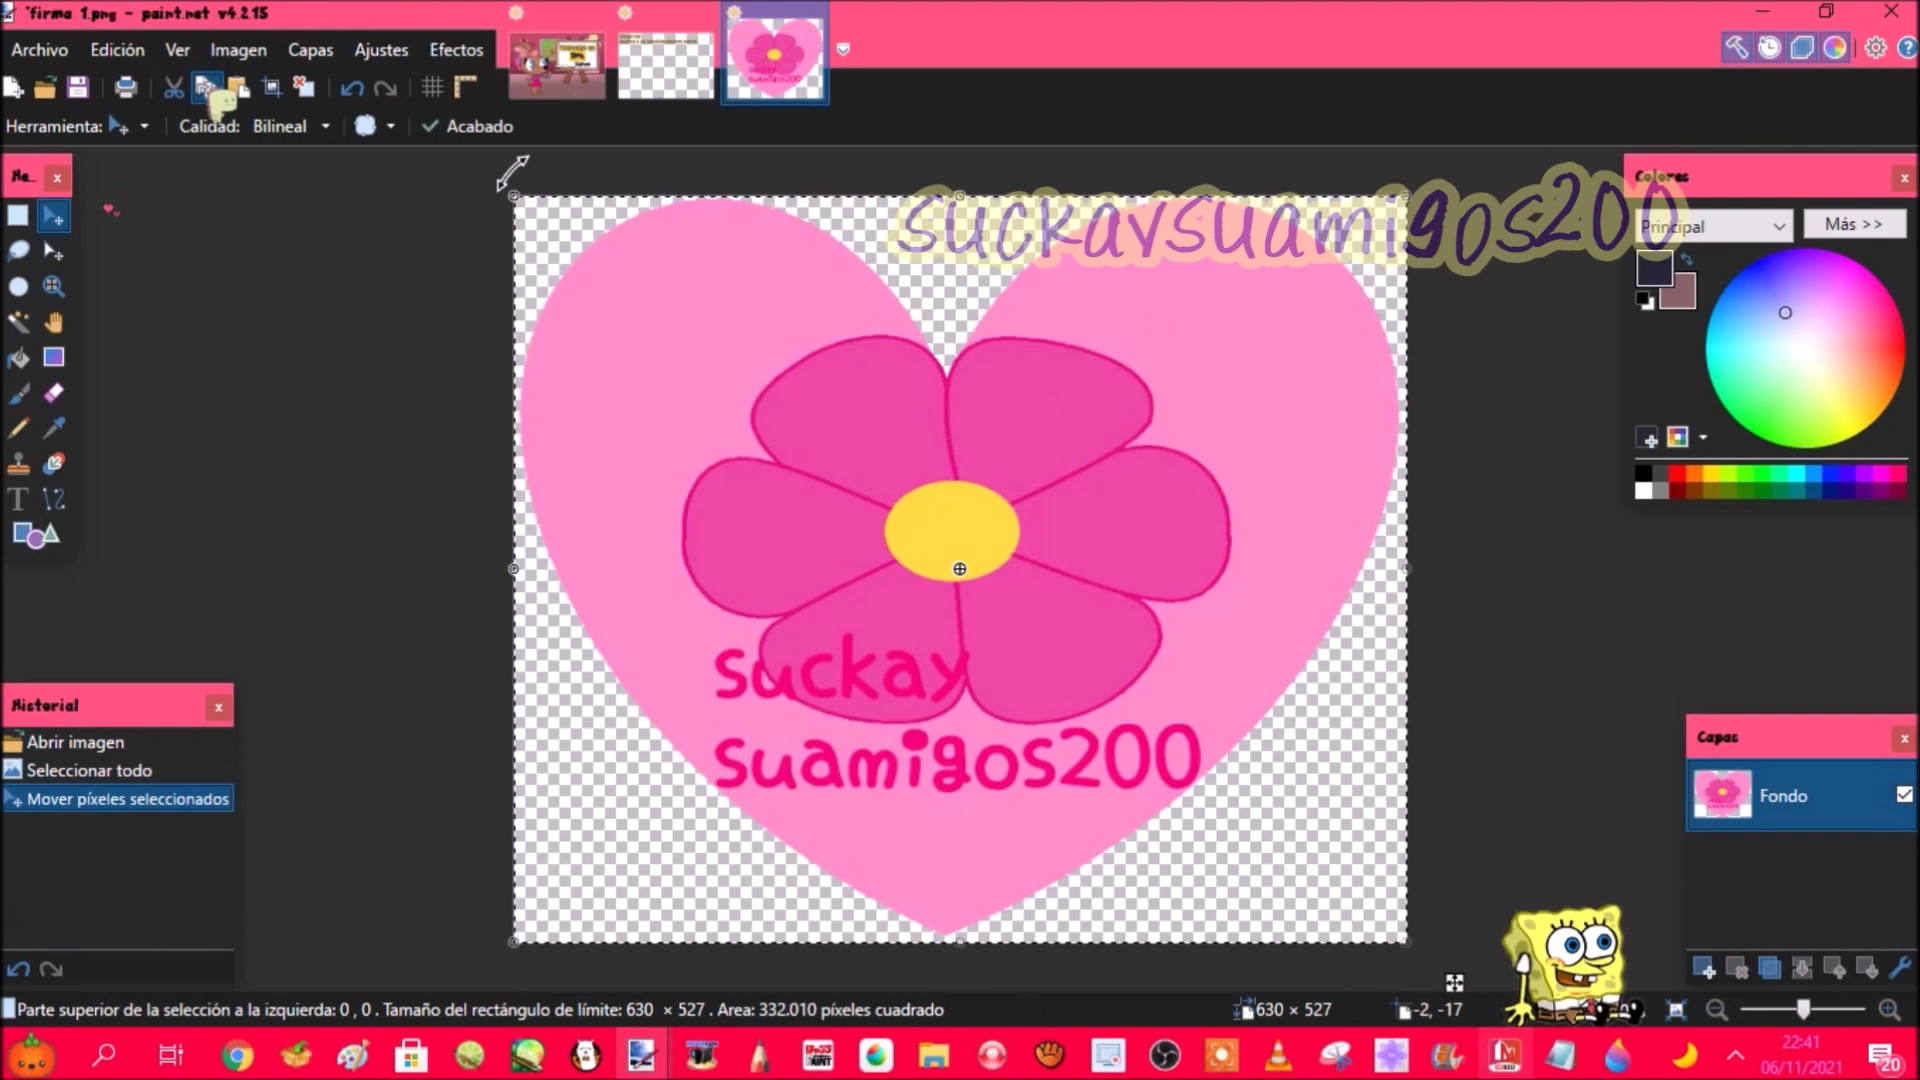 *firma 1.png - paint.net v4.2.15
Archivo Edición Ver Imagen Capas Ajustes Efectos
Herramienta: Calidad: Bilineal Acabado
He...
suckaysuamigos200
Colores
Principal
Más >>
suckay
suamigos200
Historial
Abrir imagen
Seleccionar todo
Mover píxeles seleccionados
Capas
Fondo
Parte superior de la selección a la izquierda: 0 , 0 . Tamaño del rectángulo de límite: 630 × 527 . Area: 332.010 píxeles cuadrado
630 × 527
-2, -17
22:41
06/11/2021
20